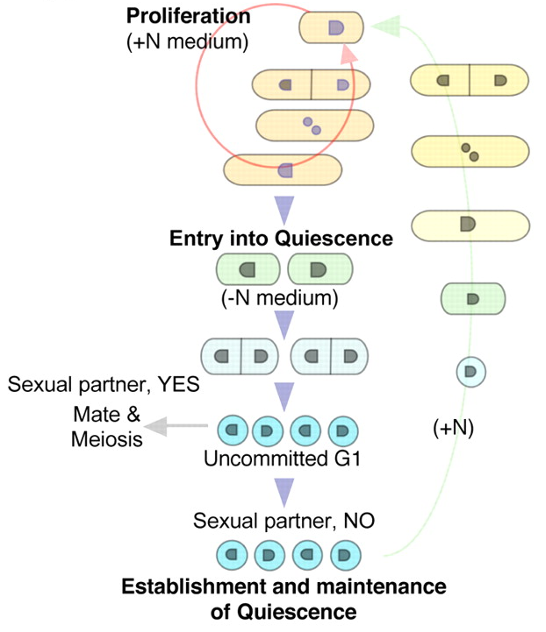 Proliferation
(+N medium)
Entry into Quiescence
(-N medium)
Sexual partner, YES
Mate &
Meiosis
Uncommitted G1
(+N)
Sexual partner, NO
Establishment and maintenance
of Quiescence